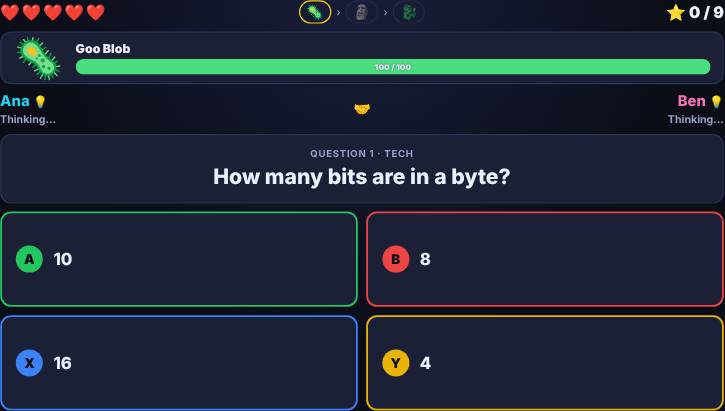 0 / 9
Goo Blob
100 / 100
Ana
Ben
Thinking...
Thinking...
QUESTION 1 · TECH
How many bits are in a byte?
A 10
B 8
X 16
Y 4